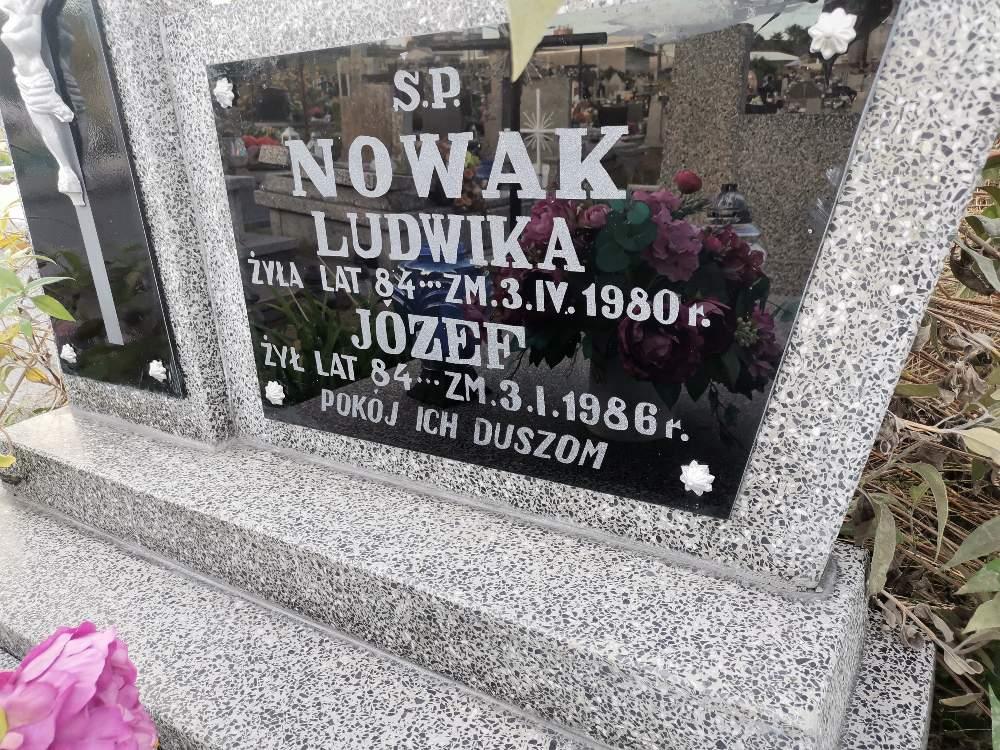 Ś.P.
NOWAK
LUDWIKA
ŻYŁA LAT 84... ZM. 3. IV. 1980 r.
JÓZEF
ŻYŁ LAT 84... ZM. 3. I. 1986 r.
POKÓJ ICH DUSZOM